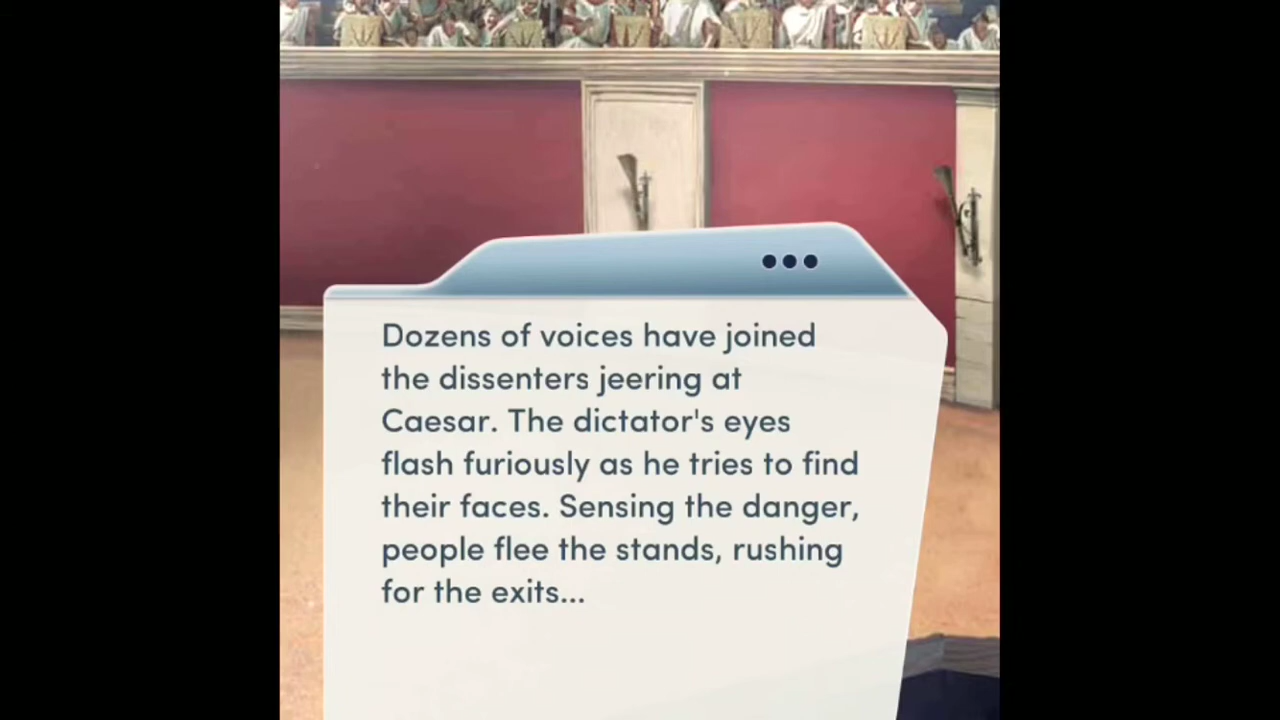 Dozens of voices have joined
the dissenters jeering at
Caesar. The dictator's eyes
flash furiously as he tries to find
their faces. Sensing the danger,
people flee the stands, rushing
for the exits...